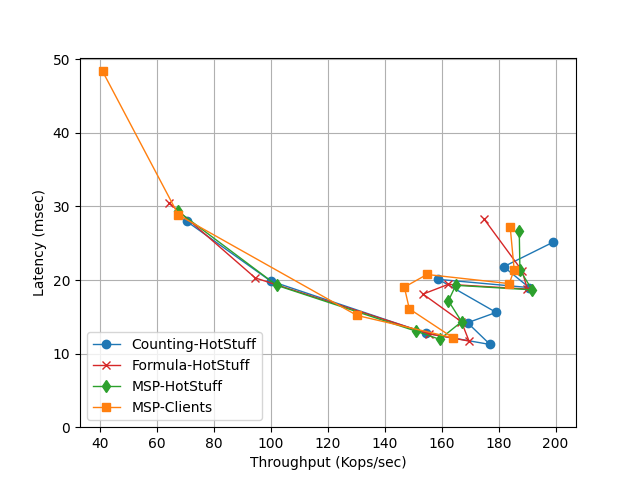 50
40
30
20
10
0
Latency (msec)
Counting-HotStuff
Formula-HotStuff
MSP-HotStuff
MSP-Clients
40 60 80 100 120 140 160 180 200
Throughput (Kops/sec)